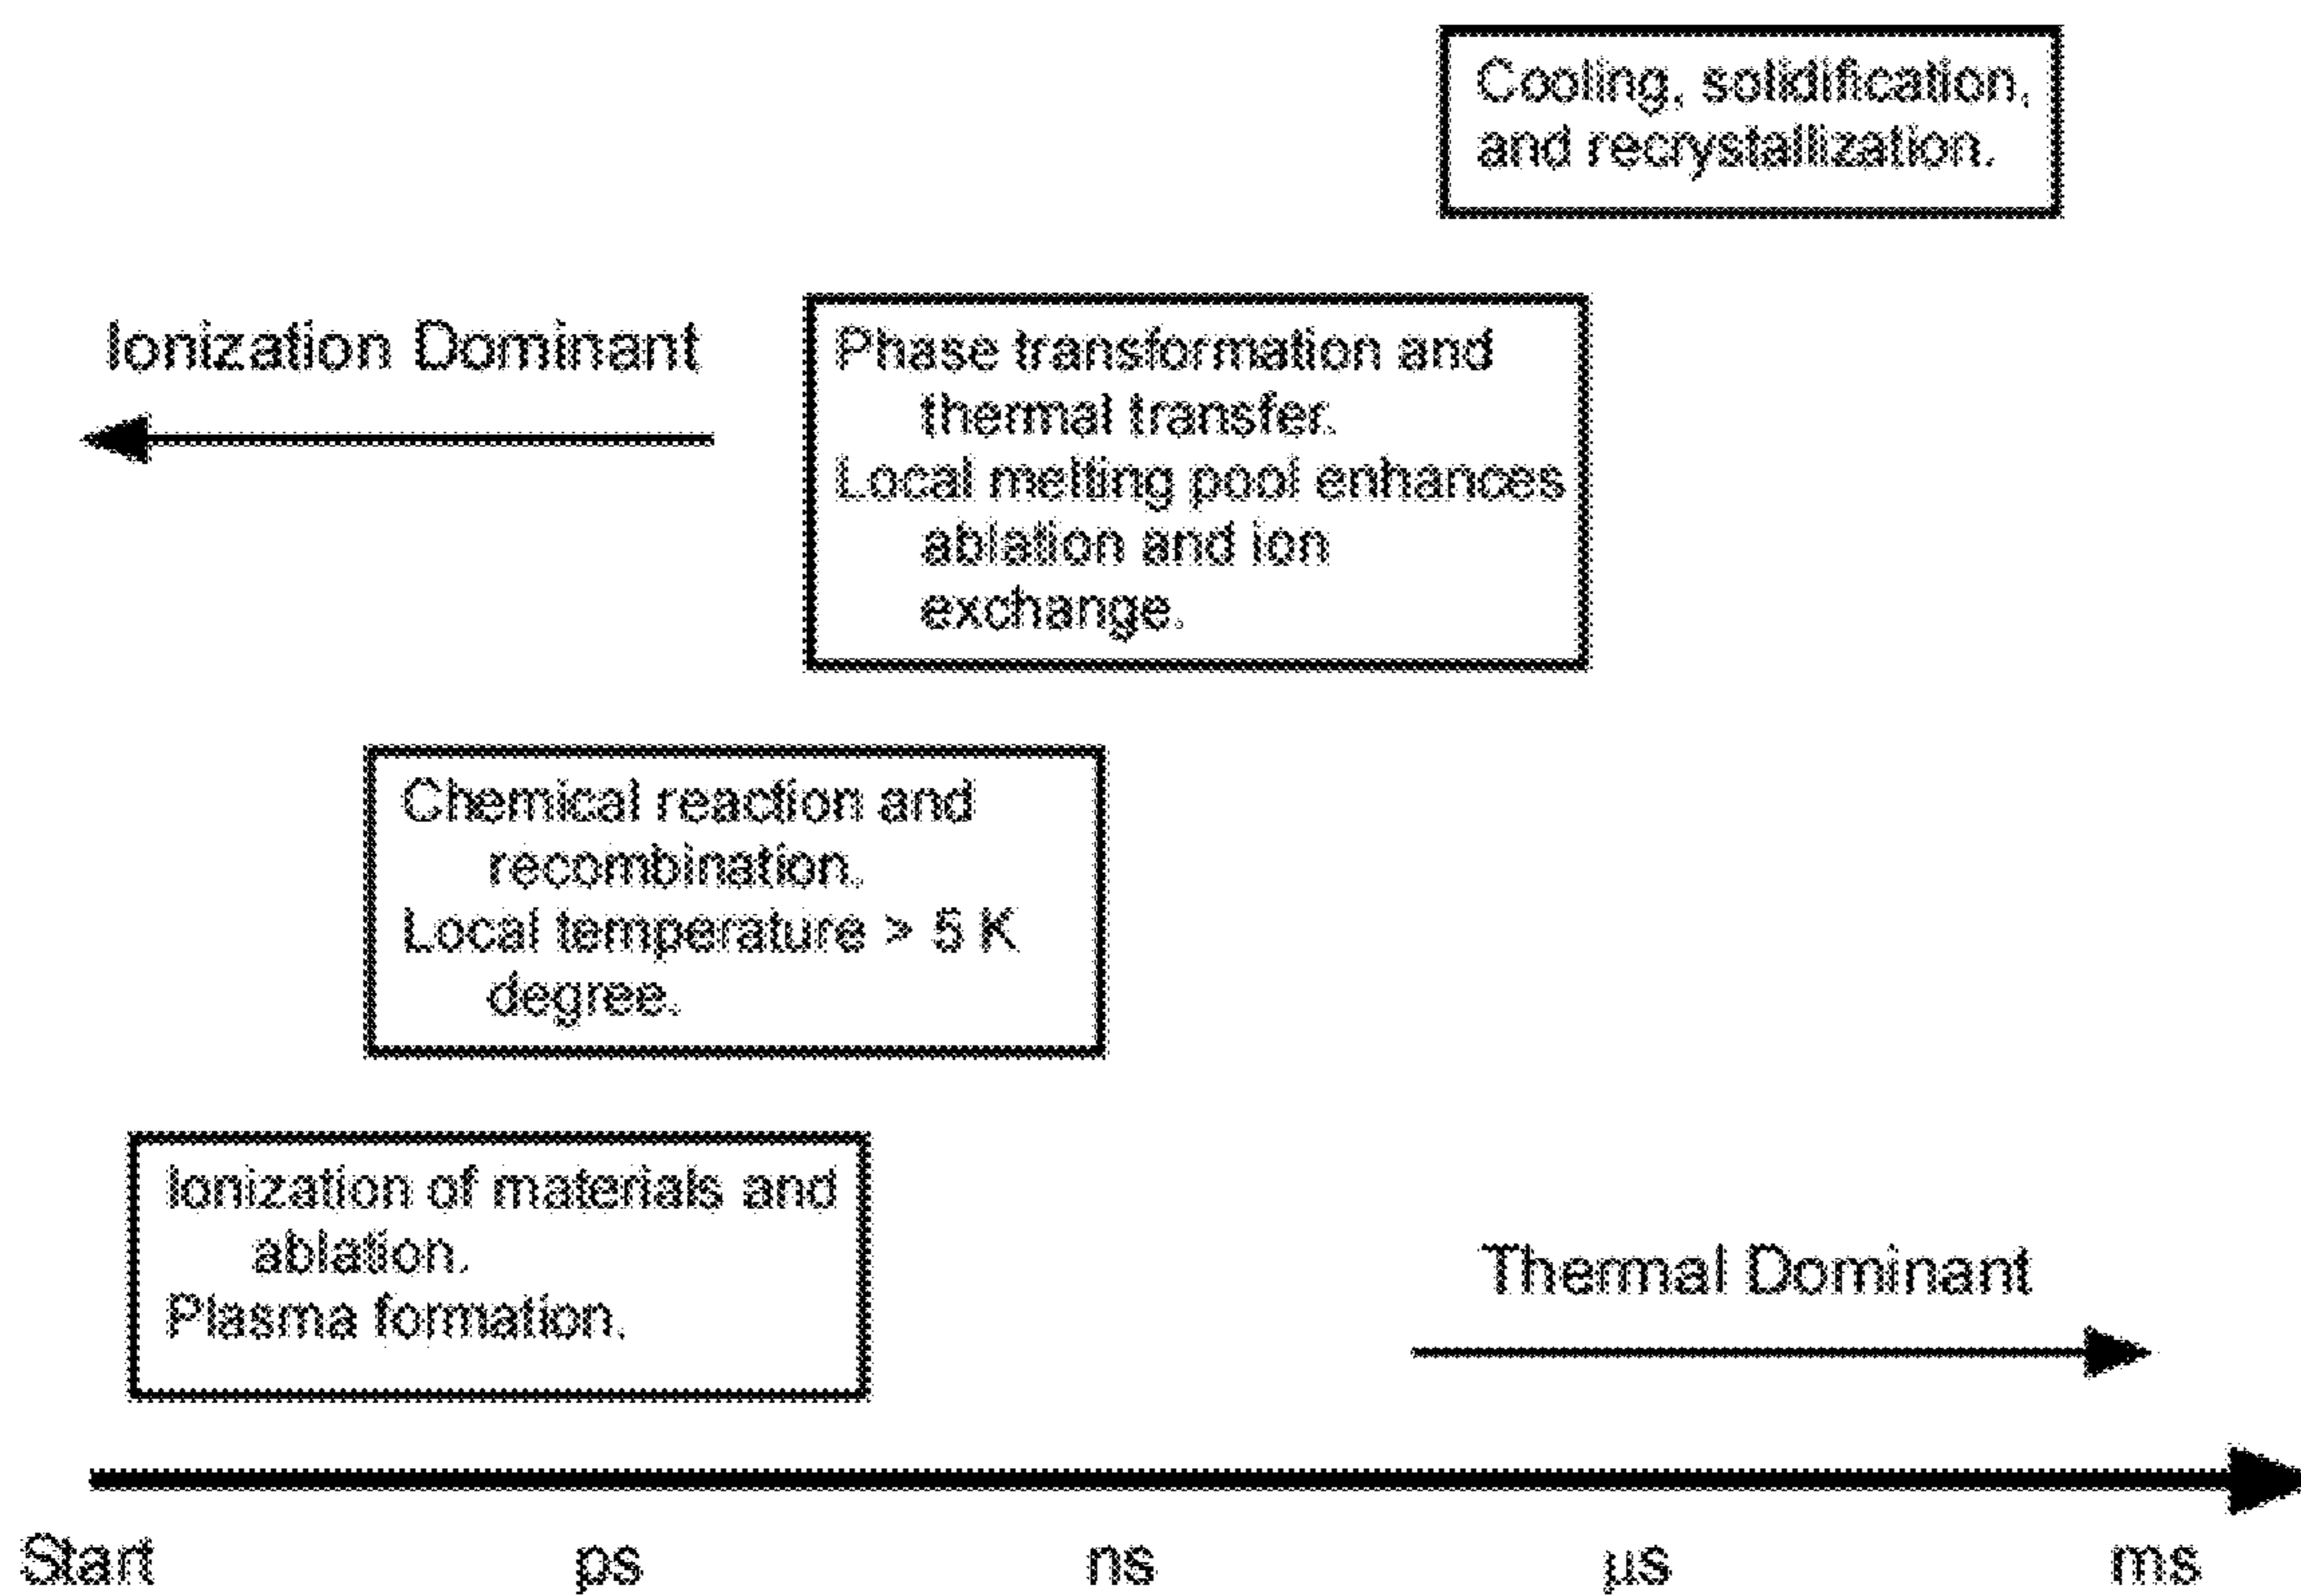 Cooling, solidification,
and recrystallization.
Ionization Dominant
Phase transformation and
thermal transfer.
Local melting pool enhances
ablation and ion
exchange.
Chemical reaction and
recombination.
Local temperature > 5 K
degree.
Ionization of materials and
ablation.
Plasma formation.
Thermal Dominant
Start ps ns µs ms